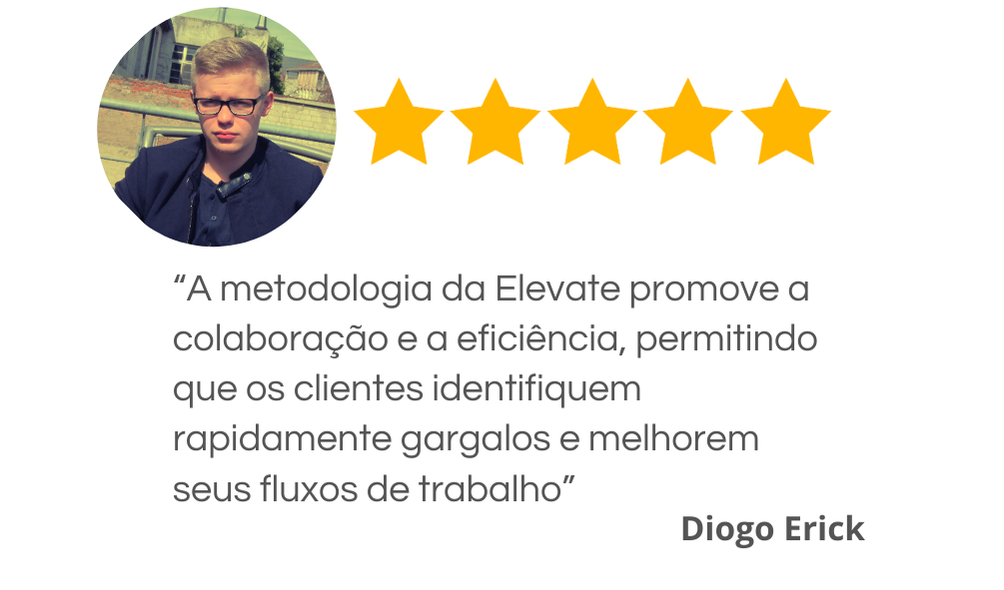 “A metodologia da Elevate promove a
colaboração e a eficiência, permitindo
que os clientes identifiquem
rapidamente gargalos e melhorem
seus fluxos de trabalho”
Diogo Erick